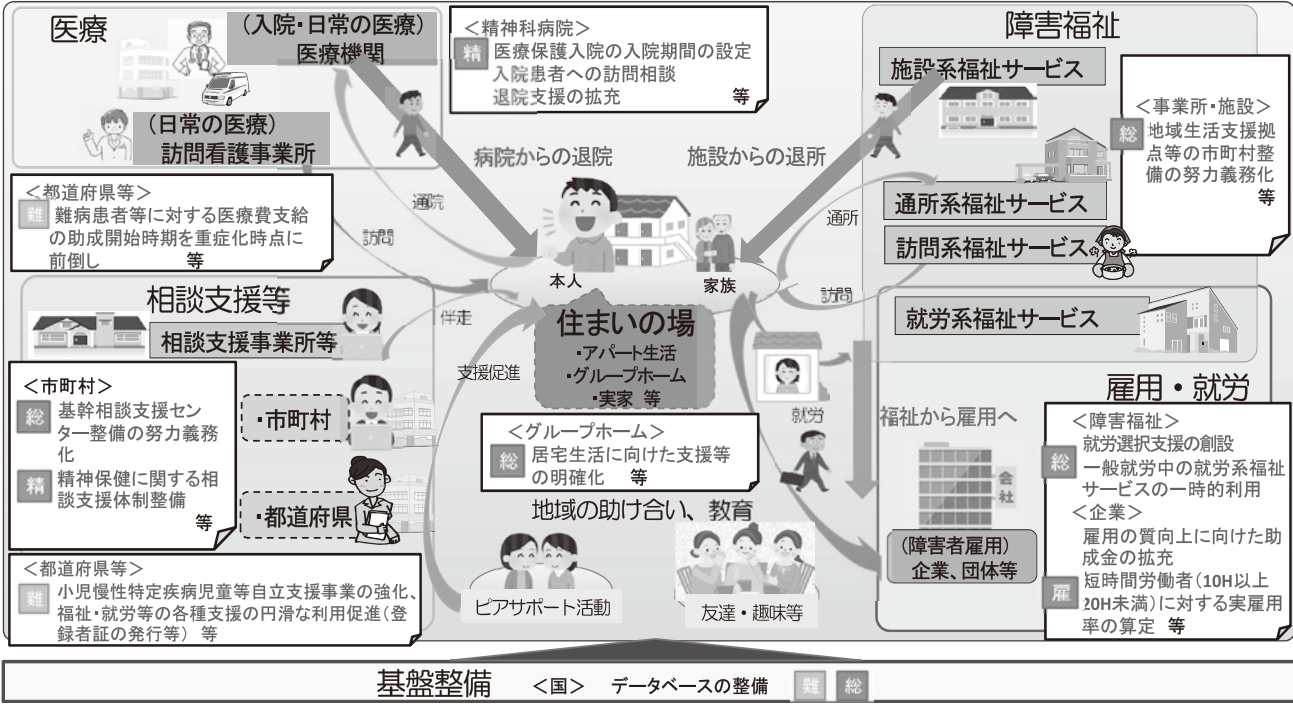 医療
(入院・日常の医療)
医療機関
(日常の医療)
訪問看護事業所
<精神科病院>
精 医療保護入院の入院期間の設定
入院患者への訪問相談
退院支援の拡充 等
障害福祉
施設系福祉サービス
<事業所・施設>
総 地域生活支援拠
点等の市町村整
備の努力義務化
等
通所系福祉サービス
訪問系福祉サービス
就労系福祉サービス
病院からの退院
施設からの退所
通院
訪問
通所
訪問
<都道府県等>
難 難病患者等に対する医療費支給
の助成開始時期を重症化時点に
前倒し 等
本人
家族
住まいの場
・アパート生活
・グループホーム
・実家 等
相談支援等
相談支援事業所等
伴走
支援促進
<市町村>
総 基幹相談支援セン
ター整備の努力義務
化
精 精神保健に関する相
談支援体制整備
等
・市町村
・都道府県
<都道府県等>
難 小児慢性特定疾病児童等自立支援事業の強化、
福祉・就労等の各種支援の円滑な利用促進(登
録者証の発行等) 等
<グループホーム>
総 居宅生活に向けた支援等
の明確化 等
地域の助け合い、教育
ピアサポート活動
友達・趣味等
就労
福祉から雇用へ
雇用・就労
会社
(障害者雇用)
企業、団体等
<障害福祉>
就労選択支援の創設
総 一般就労中の就労系福祉
サービスの一時的利用
<企業>
雇用の質向上に向けた助
成金の拡充
雇 短時間労働者(10H以上
20H未満)に対する実雇用
率の算定 等
基盤整備 <国> データベースの整備 難 総